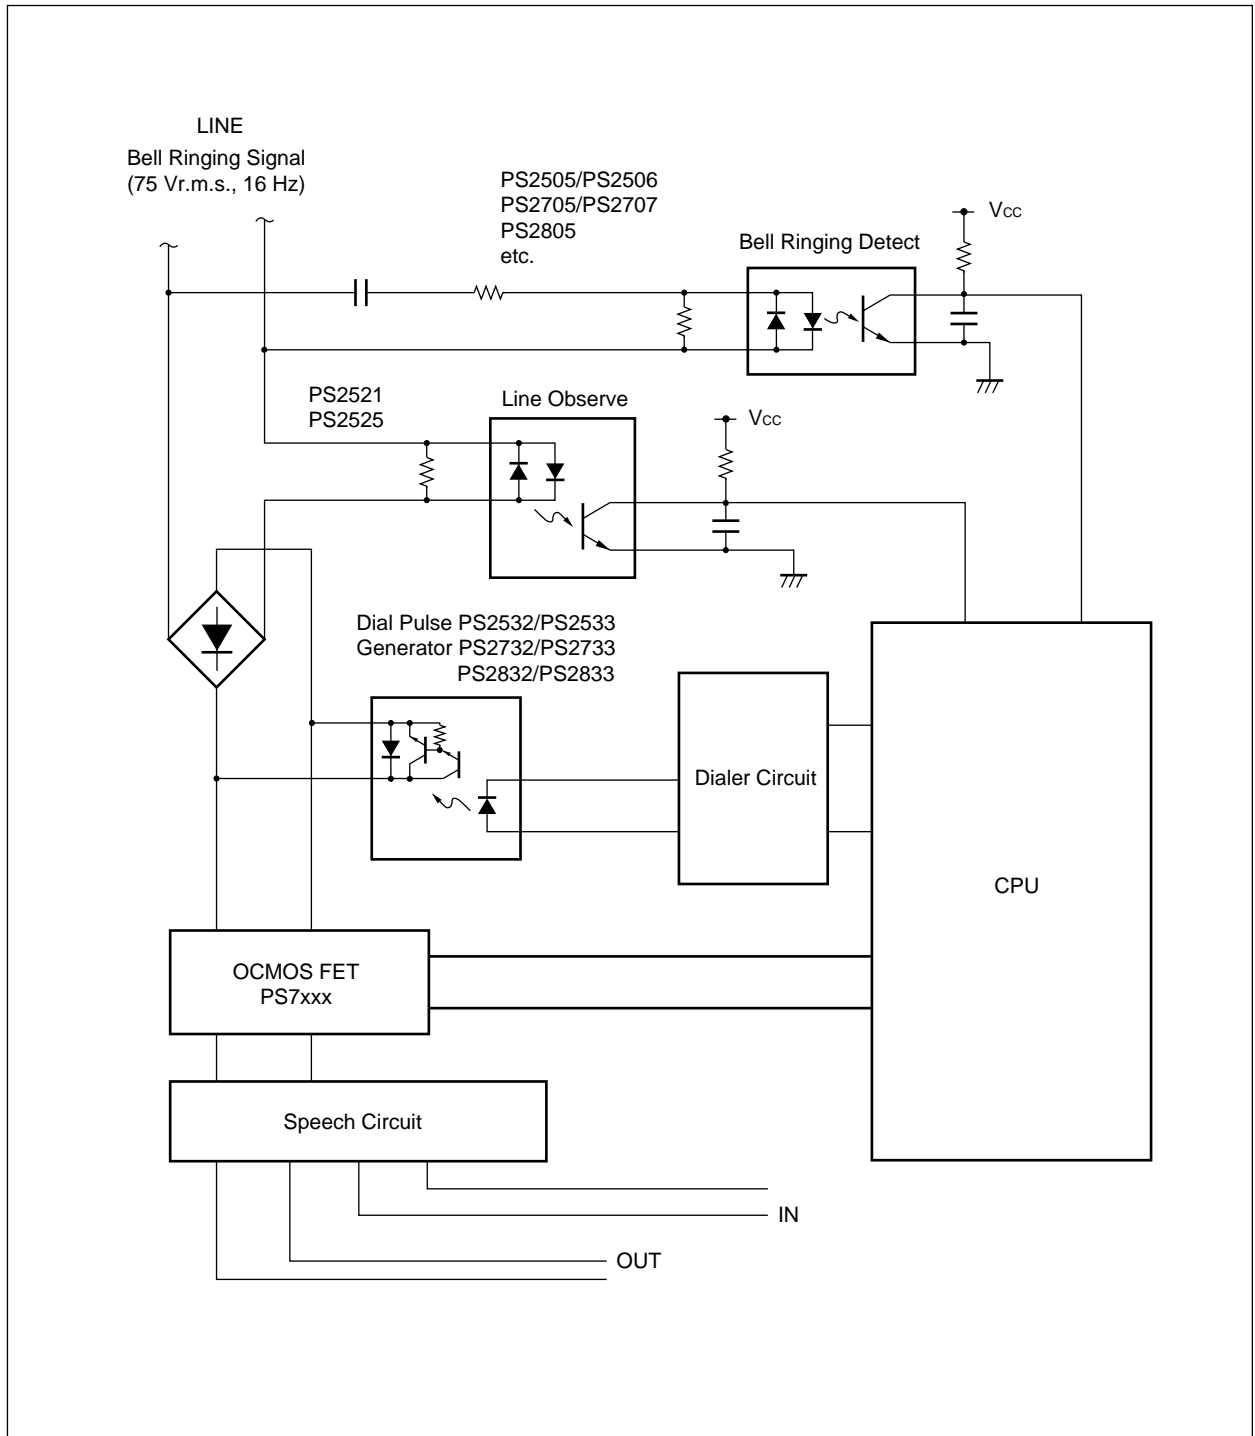 LINE
Bell Ringing Signal
(75 Vr.m.s., 16 Hz)
PS2505/PS2506
PS2705/PS2707
PS2805
etc.
Bell Ringing Detect
VCC
PS2521
PS2525
Line Observe
VCC
Dial Pulse PS2532/PS2533
Generator PS2732/PS2733
PS2832/PS2833
Dialer Circuit
CPU
OCMOS FET
PS7xxx
Speech Circuit
IN
OUT